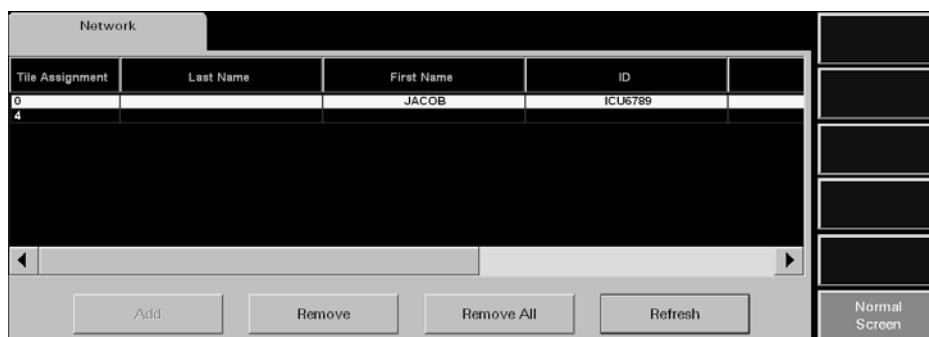 Network
Tile Assignment Last Name First Name ID
0 JACOB ICU6789
4
Add Remove Remove All Refresh
Normal
Screen